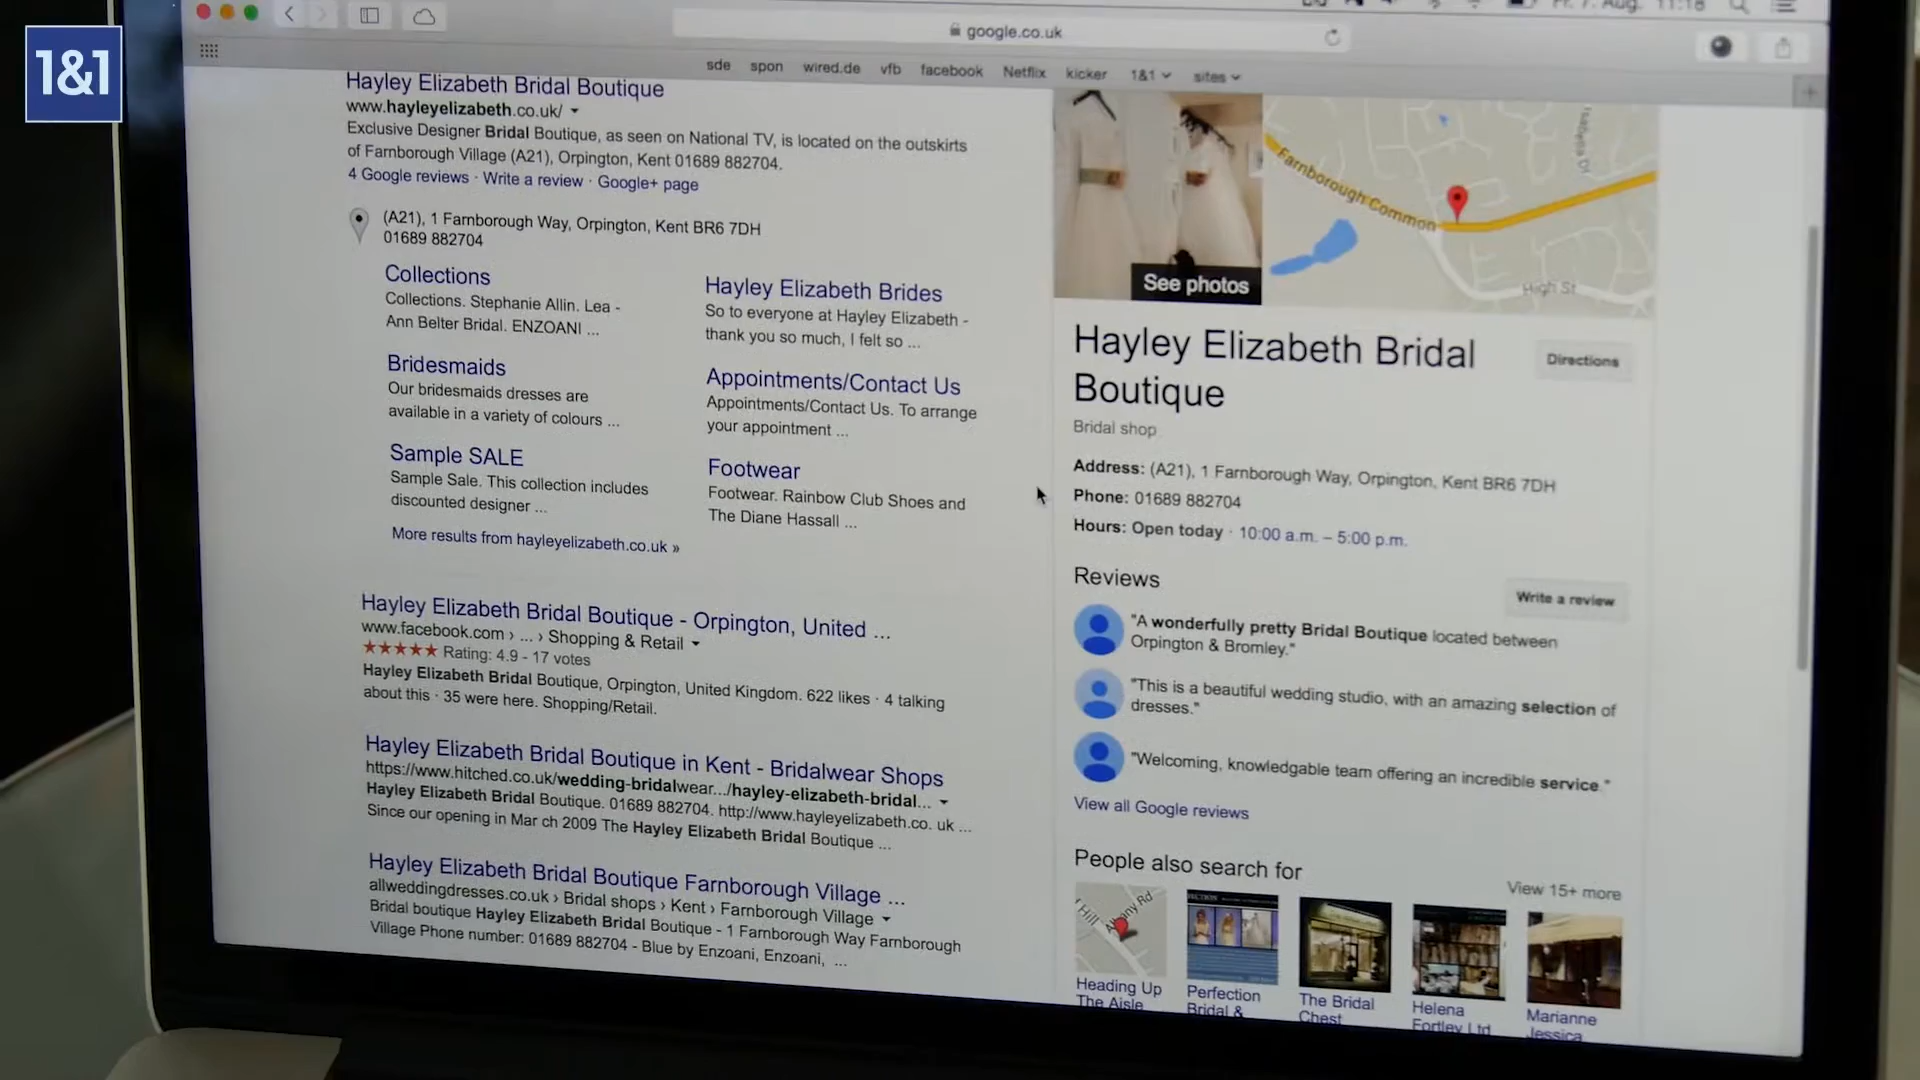 1&1
google.co.uk
sde spon wired.de vfb facebook Netflix kicker 1&1 sites
Hayley Elizabeth Bridal Boutique
www.hayleyelizabeth.co.uk/
Exclusive Designer Bridal Boutique, as seen on National TV, is located on the outskirts
of Farnborough Village (A21), Orpington, Kent 01689 882704.
4 Google reviews · Write a review · Google+ page
(A21), 1 Farnborough Way, Orpington, Kent BR6 7DH
01689 882704
Collections
Collections. Stephanie Allin. Lea -
Ann Belter Bridal. ENZOANI ...
Hayley Elizabeth Brides
So to everyone at Hayley Elizabeth -
thank you so much, I felt so ...
Bridesmaids
Our bridesmaids dresses are
available in a variety of colours ...
Appointments/Contact Us
Appointments/Contact Us. To arrange
your appointment ...
Sample SALE
Sample Sale. This collection includes
discounted designer ...
Footwear
Footwear. Rainbow Club Shoes and
The Diane Hassall ...
More results from hayleyelizabeth.co.uk »
Hayley Elizabeth Bridal Boutique - Orpington, United ...
www.facebook.com › ... › Shopping & Retail
★★★★★ Rating: 4.9 - 17 votes
Hayley Elizabeth Bridal Boutique, Orpington, United Kingdom. 622 likes · 4 talking
about this · 35 were here. Shopping/Retail.
Hayley Elizabeth Bridal Boutique in Kent - Bridalwear Shops
https://www.hitched.co.uk/wedding-bridalwear.../hayley-elizabeth-bridal...
Hayley Elizabeth Bridal Boutique. 01689 882704. http://www.hayleyelizabeth.co. uk ...
Since our opening in Mar ch 2009 The Hayley Elizabeth Bridal Boutique ...
Hayley Elizabeth Bridal Boutique Farnborough Village ...
allweddingdresses.co.uk › Bridal shops › Kent › Farnborough Village
Bridal boutique Hayley Elizabeth Bridal Boutique - 1 Farnborough Way Farnborough
Village Phone number: 01689 882704 - Blue by Enzoani, Enzoani, ...
See photos
Farnborough Common
High St
Hayley Elizabeth Bridal
Boutique
Directions
Bridal shop
Address: (A21), 1 Farnborough Way, Orpington, Kent BR6 7DH
Phone: 01689 882704
Hours: Open today · 10:00 a.m. – 5:00 p.m.
Reviews
Write a review
"A wonderfully pretty Bridal Boutique located between
Orpington & Bromley."
"This is a beautiful wedding studio, with an amazing selection of
dresses."
"Welcoming, knowledgable team offering an incredible service."
View all Google reviews
People also search for
View 15+ more
Albany Rd
Heading Up
The Aisle
Perfection
Bridal &
The Bridal
Chest
Helena
Fortley Ltd
Marianne
Jessica